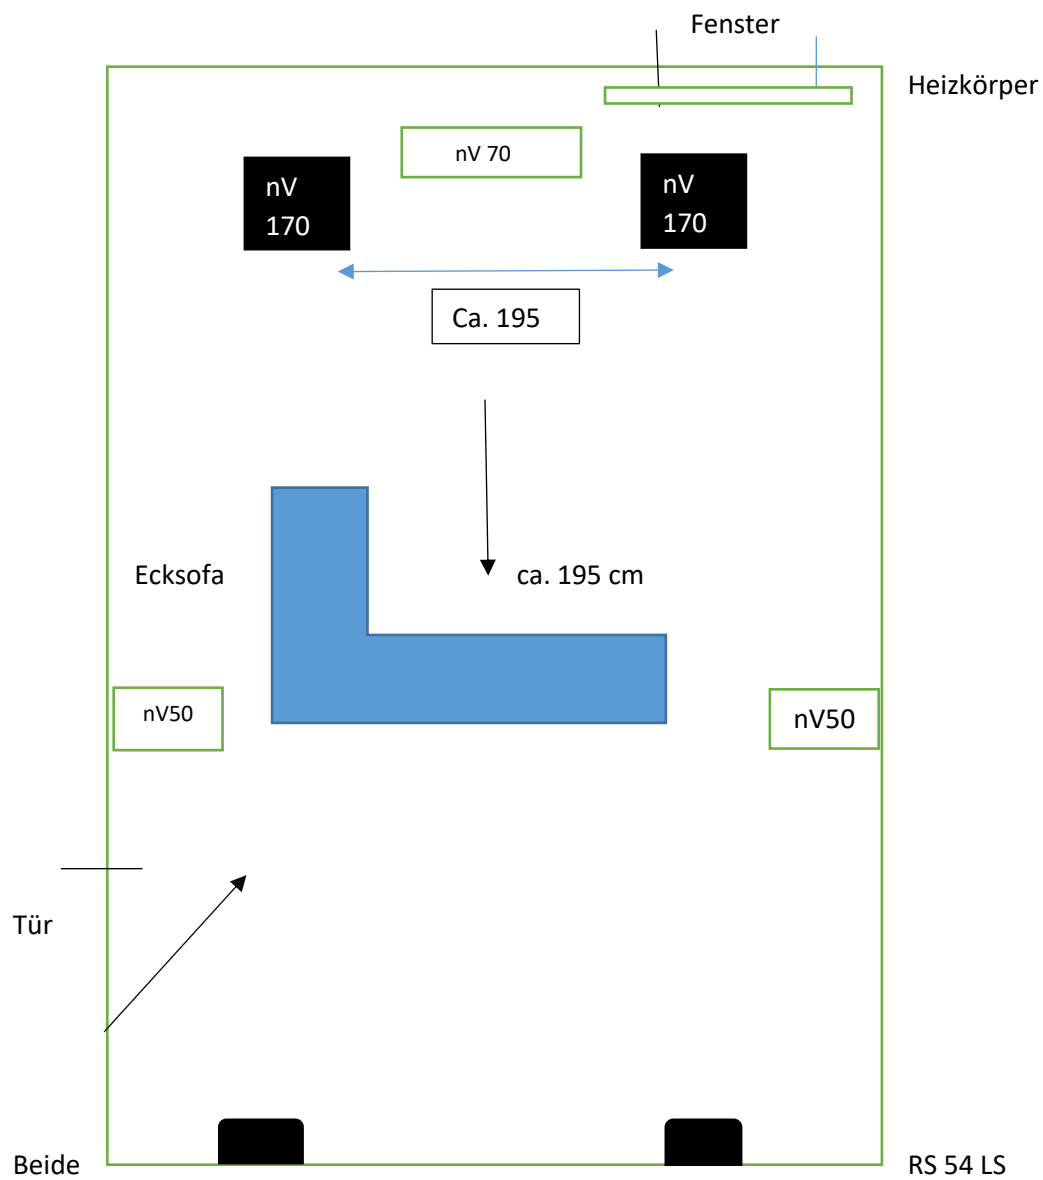 Fenster
Heizkörper
nV 70
nV
170
nV
170
Ca. 195
Ecksofa
ca. 195 cm
nV50
nV50
Tür
Beide
RS 54 LS